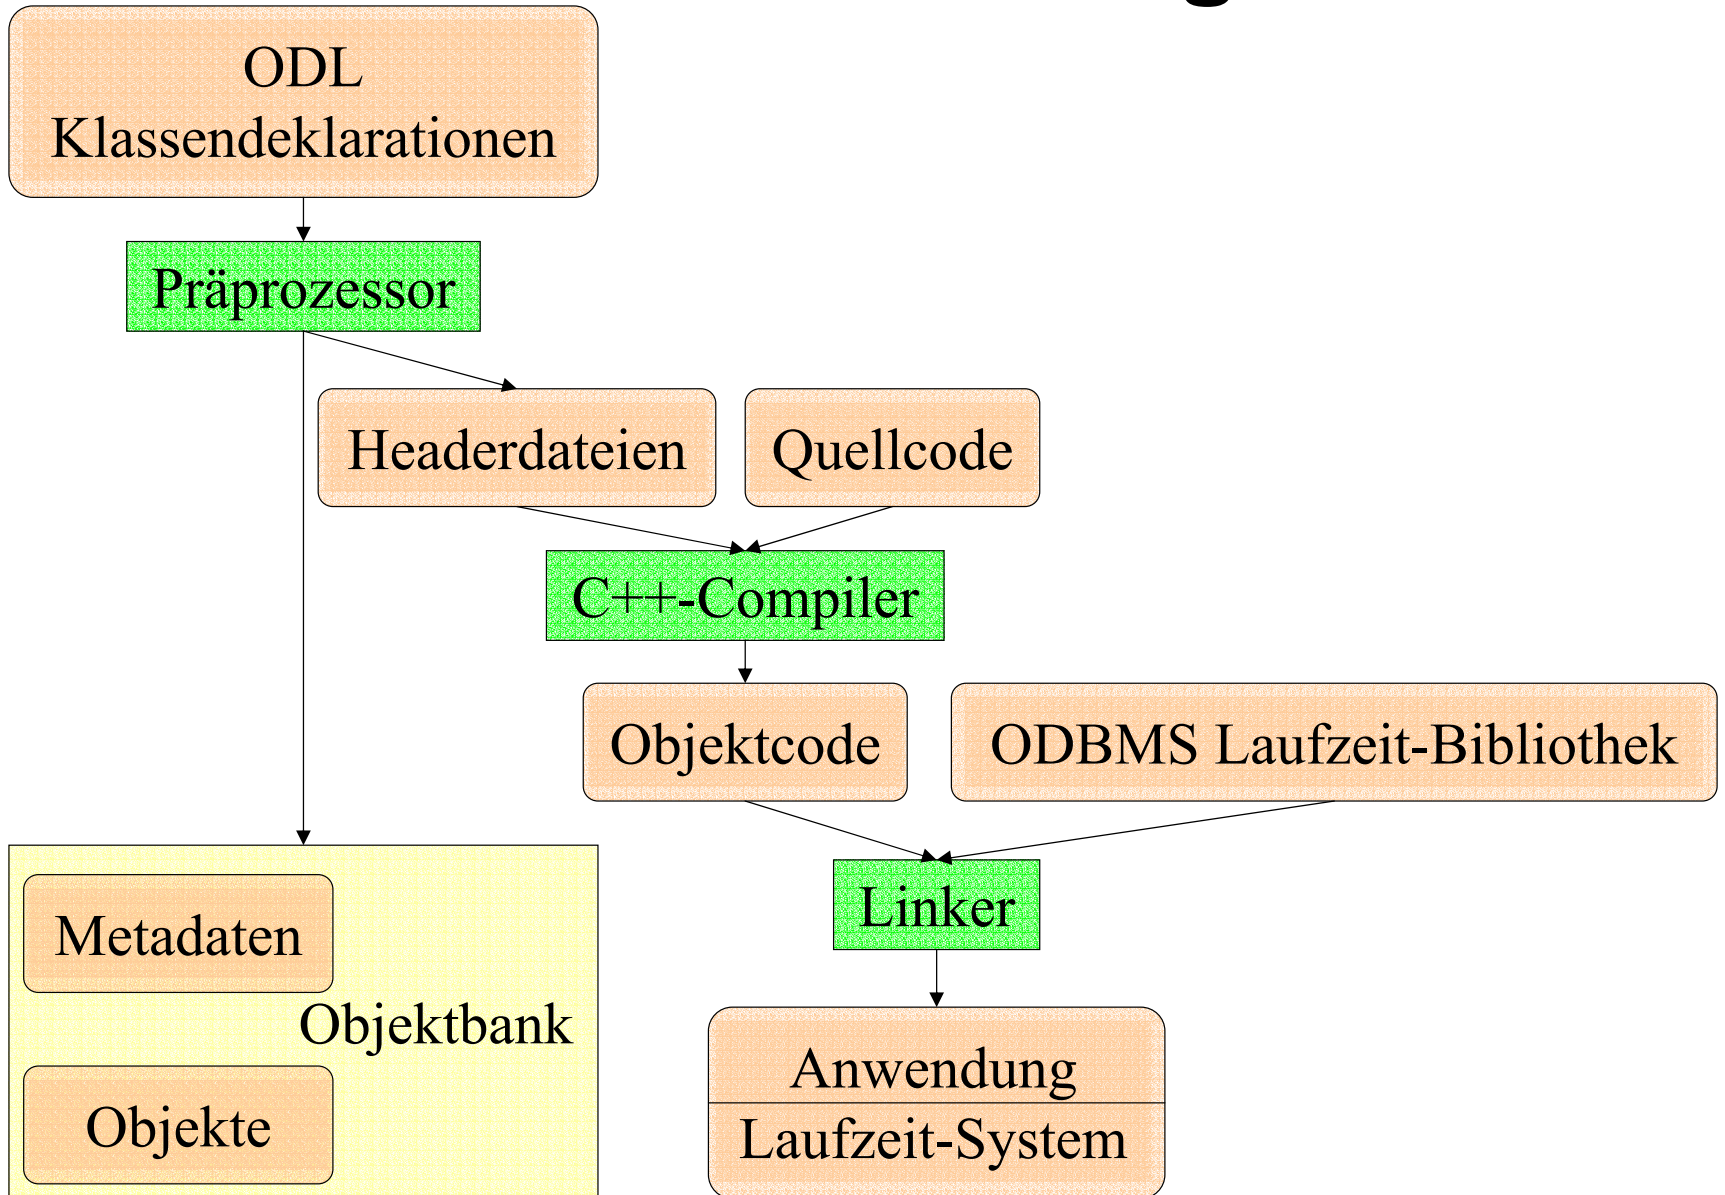 ODL
Klassendeklarationen
Präprozessor
Headerdateien
Quellcode
C++-Compiler
Objektcode
ODBMS Laufzeit-Bibliothek
Linker
Metadaten
Objektbank
Objekte
Anwendung
Laufzeit-System